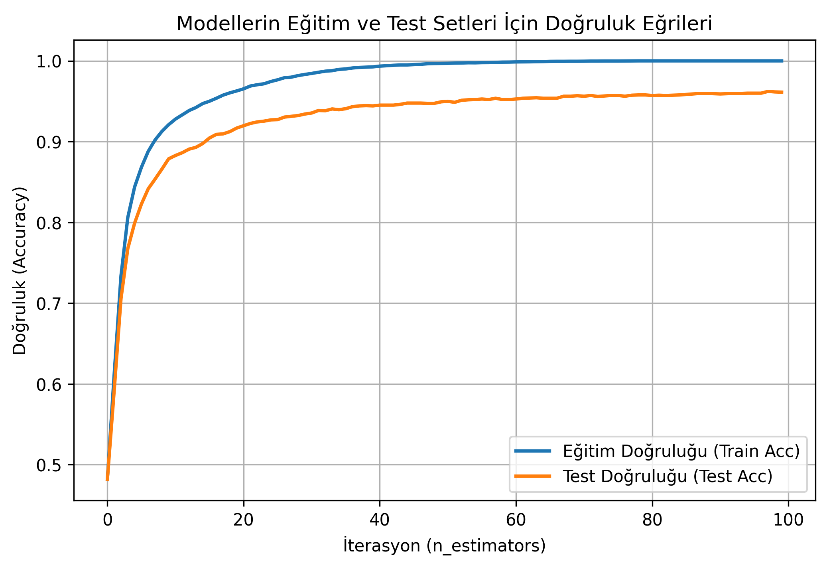 Modellerin Eğitim ve Test Setleri İçin Doğruluk Eğrileri
Doğruluk (Accuracy)
1.0
0.9
0.8
0.7
0.6
0.5
Eğitim Doğruluğu (Train Acc)
Test Doğruluğu (Test Acc)
0 20 40 60 80 100
İterasyon (n_estimators)